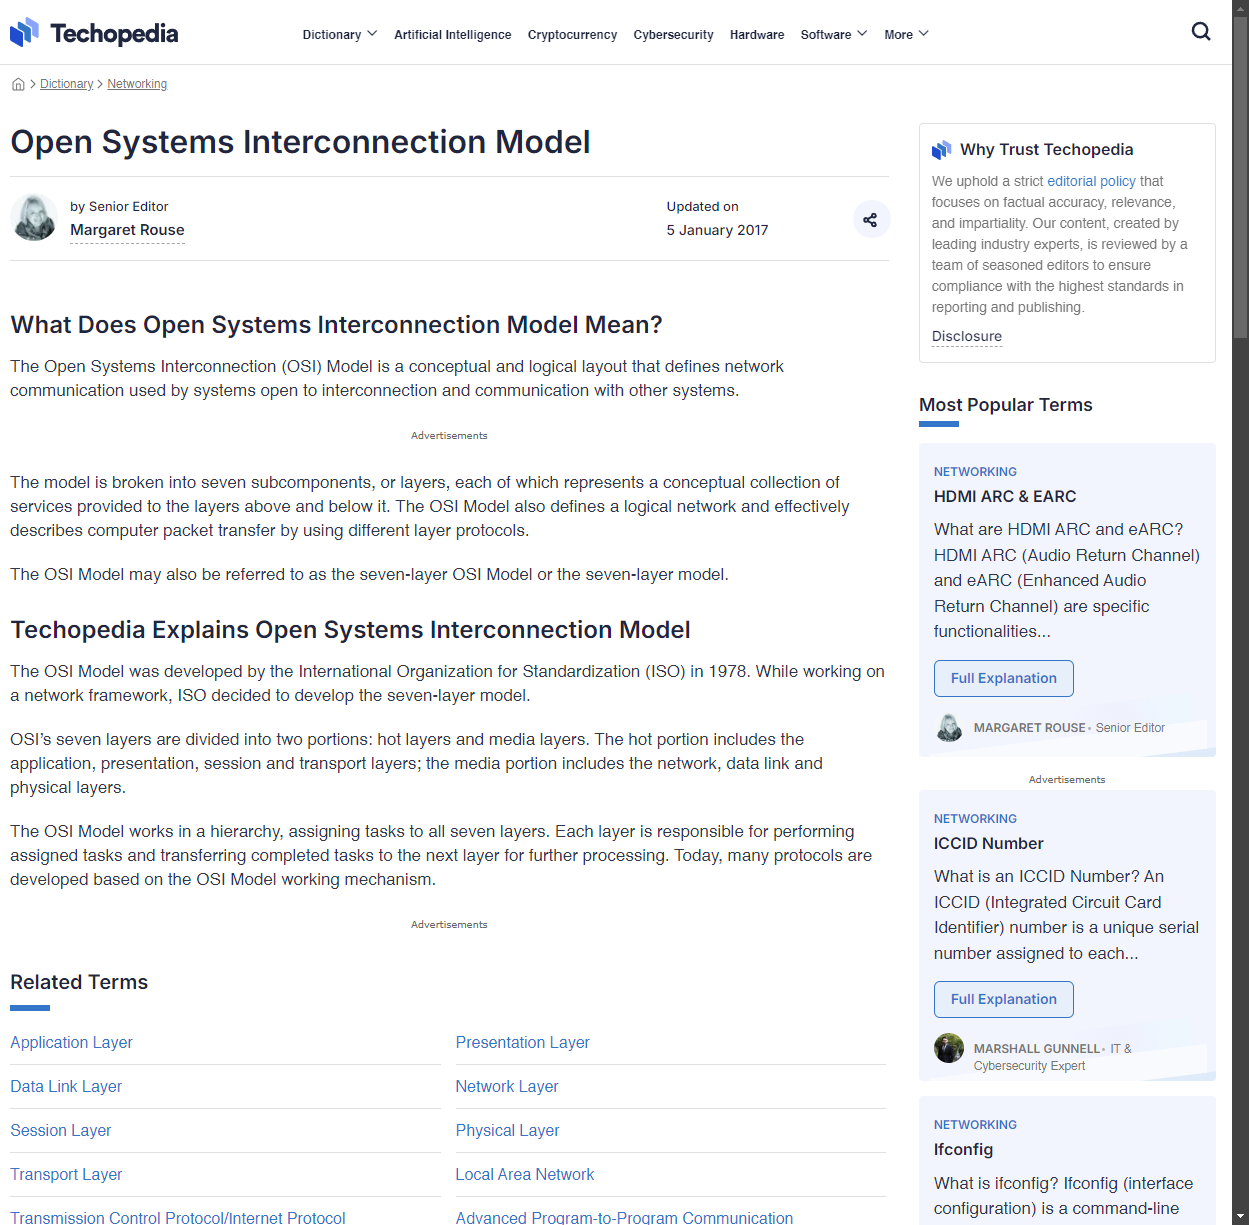 Techopedia
Dictionary
Artificial Intelligence
Cryptocurrency
Cybersecurity
Hardware
Software
More
Dictionary
Networking
Open Systems Interconnection Model
by Senior Editor
Margaret Rouse
Updated on
5 January 2017
What Does Open Systems Interconnection Model Mean?
The Open Systems Interconnection (OSI) Model is a conceptual and logical layout that defines network
communication used by systems open to interconnection and communication with other systems.
Advertisements
The model is broken into seven subcomponents, or layers, each of which represents a conceptual collection of
services provided to the layers above and below it. The OSI Model also defines a logical network and effectively
describes computer packet transfer by using different layer protocols.
The OSI Model may also be referred to as the seven-layer OSI Model or the seven-layer model.
Techopedia Explains Open Systems Interconnection Model
The OSI Model was developed by the International Organization for Standardization (ISO) in 1978. While working on
a network framework, ISO decided to develop the seven-layer model.
OSI’s seven layers are divided into two portions: hot layers and media layers. The hot portion includes the
application, presentation, session and transport layers; the media portion includes the network, data link and
physical layers.
The OSI Model works in a hierarchy, assigning tasks to all seven layers. Each layer is responsible for performing
assigned tasks and transferring completed tasks to the next layer for further processing. Today, many protocols are
developed based on the OSI Model working mechanism.
Advertisements
Related Terms
Application Layer
Presentation Layer
Data Link Layer
Network Layer
Session Layer
Physical Layer
Transport Layer
Local Area Network
Transmission Control Protocol/Internet Protocol
Advanced Program-to-Program Communication
Why Trust Techopedia
We uphold a strict editorial policy that
focuses on factual accuracy, relevance,
and impartiality. Our content, created by
leading industry experts, is reviewed by a
team of seasoned editors to ensure
compliance with the highest standards in
reporting and publishing.
Disclosure
Most Popular Terms
NETWORKING
HDMI ARC & EARC
What are HDMI ARC and eARC?
HDMI ARC (Audio Return Channel)
and eARC (Enhanced Audio
Return Channel) are specific
functionalities...
Full Explanation
MARGARET ROUSE• Senior Editor
Advertisements
NETWORKING
ICCID Number
What is an ICCID Number? An
ICCID (Integrated Circuit Card
Identifier) number is a unique serial
number assigned to each...
Full Explanation
MARSHALL GUNNELL• IT &
Cybersecurity Expert
NETWORKING
Ifconfig
What is ifconfig? Ifconfig (interface
configuration) is a command-line